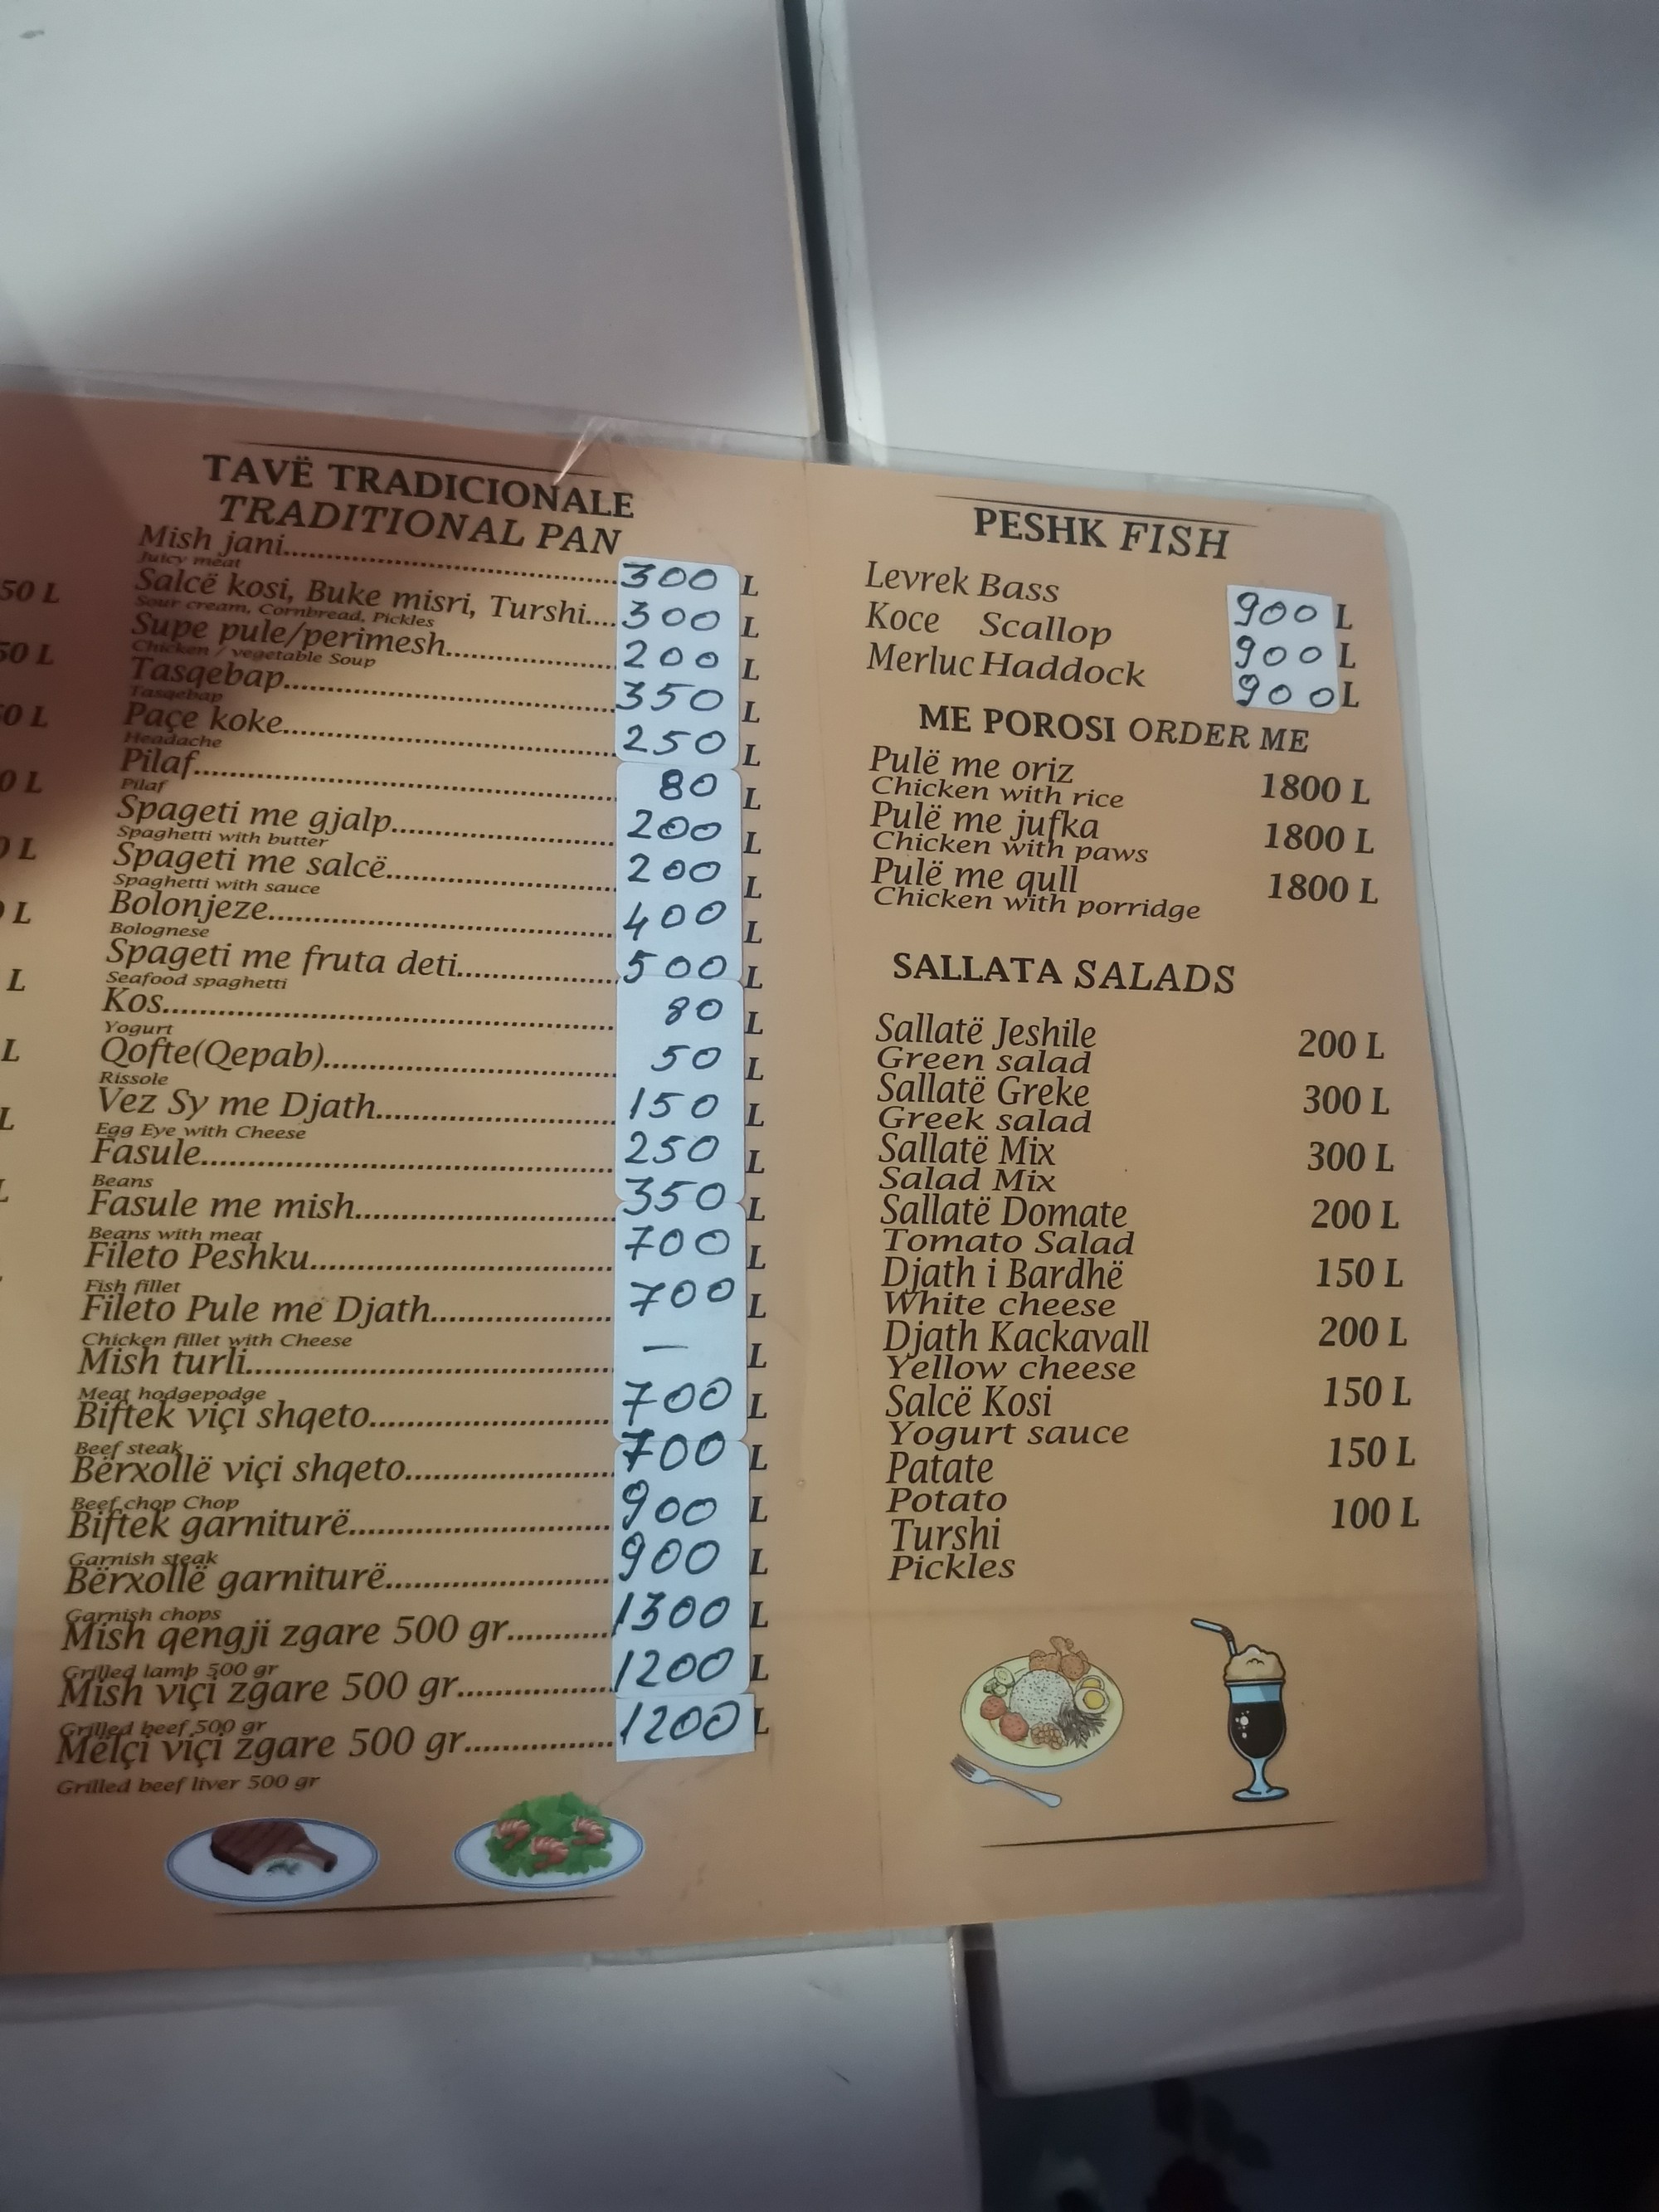 50 L
50 L
50 L
0 L
0 L
0 L
L
L
L
L
TAVË TRADICIONALE
TRADITIONAL PAN
Mish jani............ 300 L
Juicy meat
Salcë kosi, Buke misri, Turshi.... 300 L
Sour cream, Cornbread, Pickles
Supe pule/perimesh............ 200 L
Chicken / vegetable Soup
Tasqebap............ 350 L
Tasqebap
Paçe koke............ 250 L
Headache
Pilaf............ 80 L
Pilaf
Spageti me gjalp............ 200 L
Spaghetti with butter
Spageti me salcë............ 200 L
Spaghetti with sauce
Bolonjeze............ 400 L
Bolognese
Spageti me fruta deti............ 500 L
Seafood spaghetti
Kos............ 80 L
Yogurt
Qofte(Qepab)............ 50 L
Rissole
Vez Sy me Djath............ 150 L
Egg Eye with Cheese
Fasule............ 250 L
Beans
Fasule me mish............ 350 L
Beans with meat
Fileto Peshku............ 700 L
Fish fillet
Fileto Pule me Djath............ 700 L
Chicken fillet with Cheese
Mish turli............ — L
Meat hodgepodge
Biftek viçi shqeto............ 700 L
Beef steak
Bërxollë viçi shqeto............ 700 L
Beef chop Chop
Biftek garniturë............ 900 L
Garnish steak
Bërxollë garniturë............ 900 L
Garnish chops
Mish qengji zgare 500 gr........... 1300 L
Grilled lamb 500 gr
Mish viçi zgare 500 gr............ 1200 L
Grilled beef 500 gr
Mëlçi viçi zgare 500 gr............ 1200 L
Grilled beef liver 500 gr
PESHK FISH
Levrek Bass 900 L
Koce Scallop 900 L
Merluc Haddock 900 L
ME POROSI ORDER ME
Pulë me oriz 1800 L
Chicken with rice
Pulë me jufka 1800 L
Chicken with paws
Pulë me qull 1800 L
Chicken with porridge
SALLATA SALADS
Sallatë Jeshile 200 L
Green salad
Sallatë Greke 300 L
Greek salad
Sallatë Mix 300 L
Salad Mix
Sallatë Domate 200 L
Tomato Salad
Djath i Bardhë 150 L
White cheese
Djath Kackavall 200 L
Yellow cheese
Salcë Kosi 150 L
Yogurt sauce
Patate 150 L
Potato
Turshi 100 L
Pickles